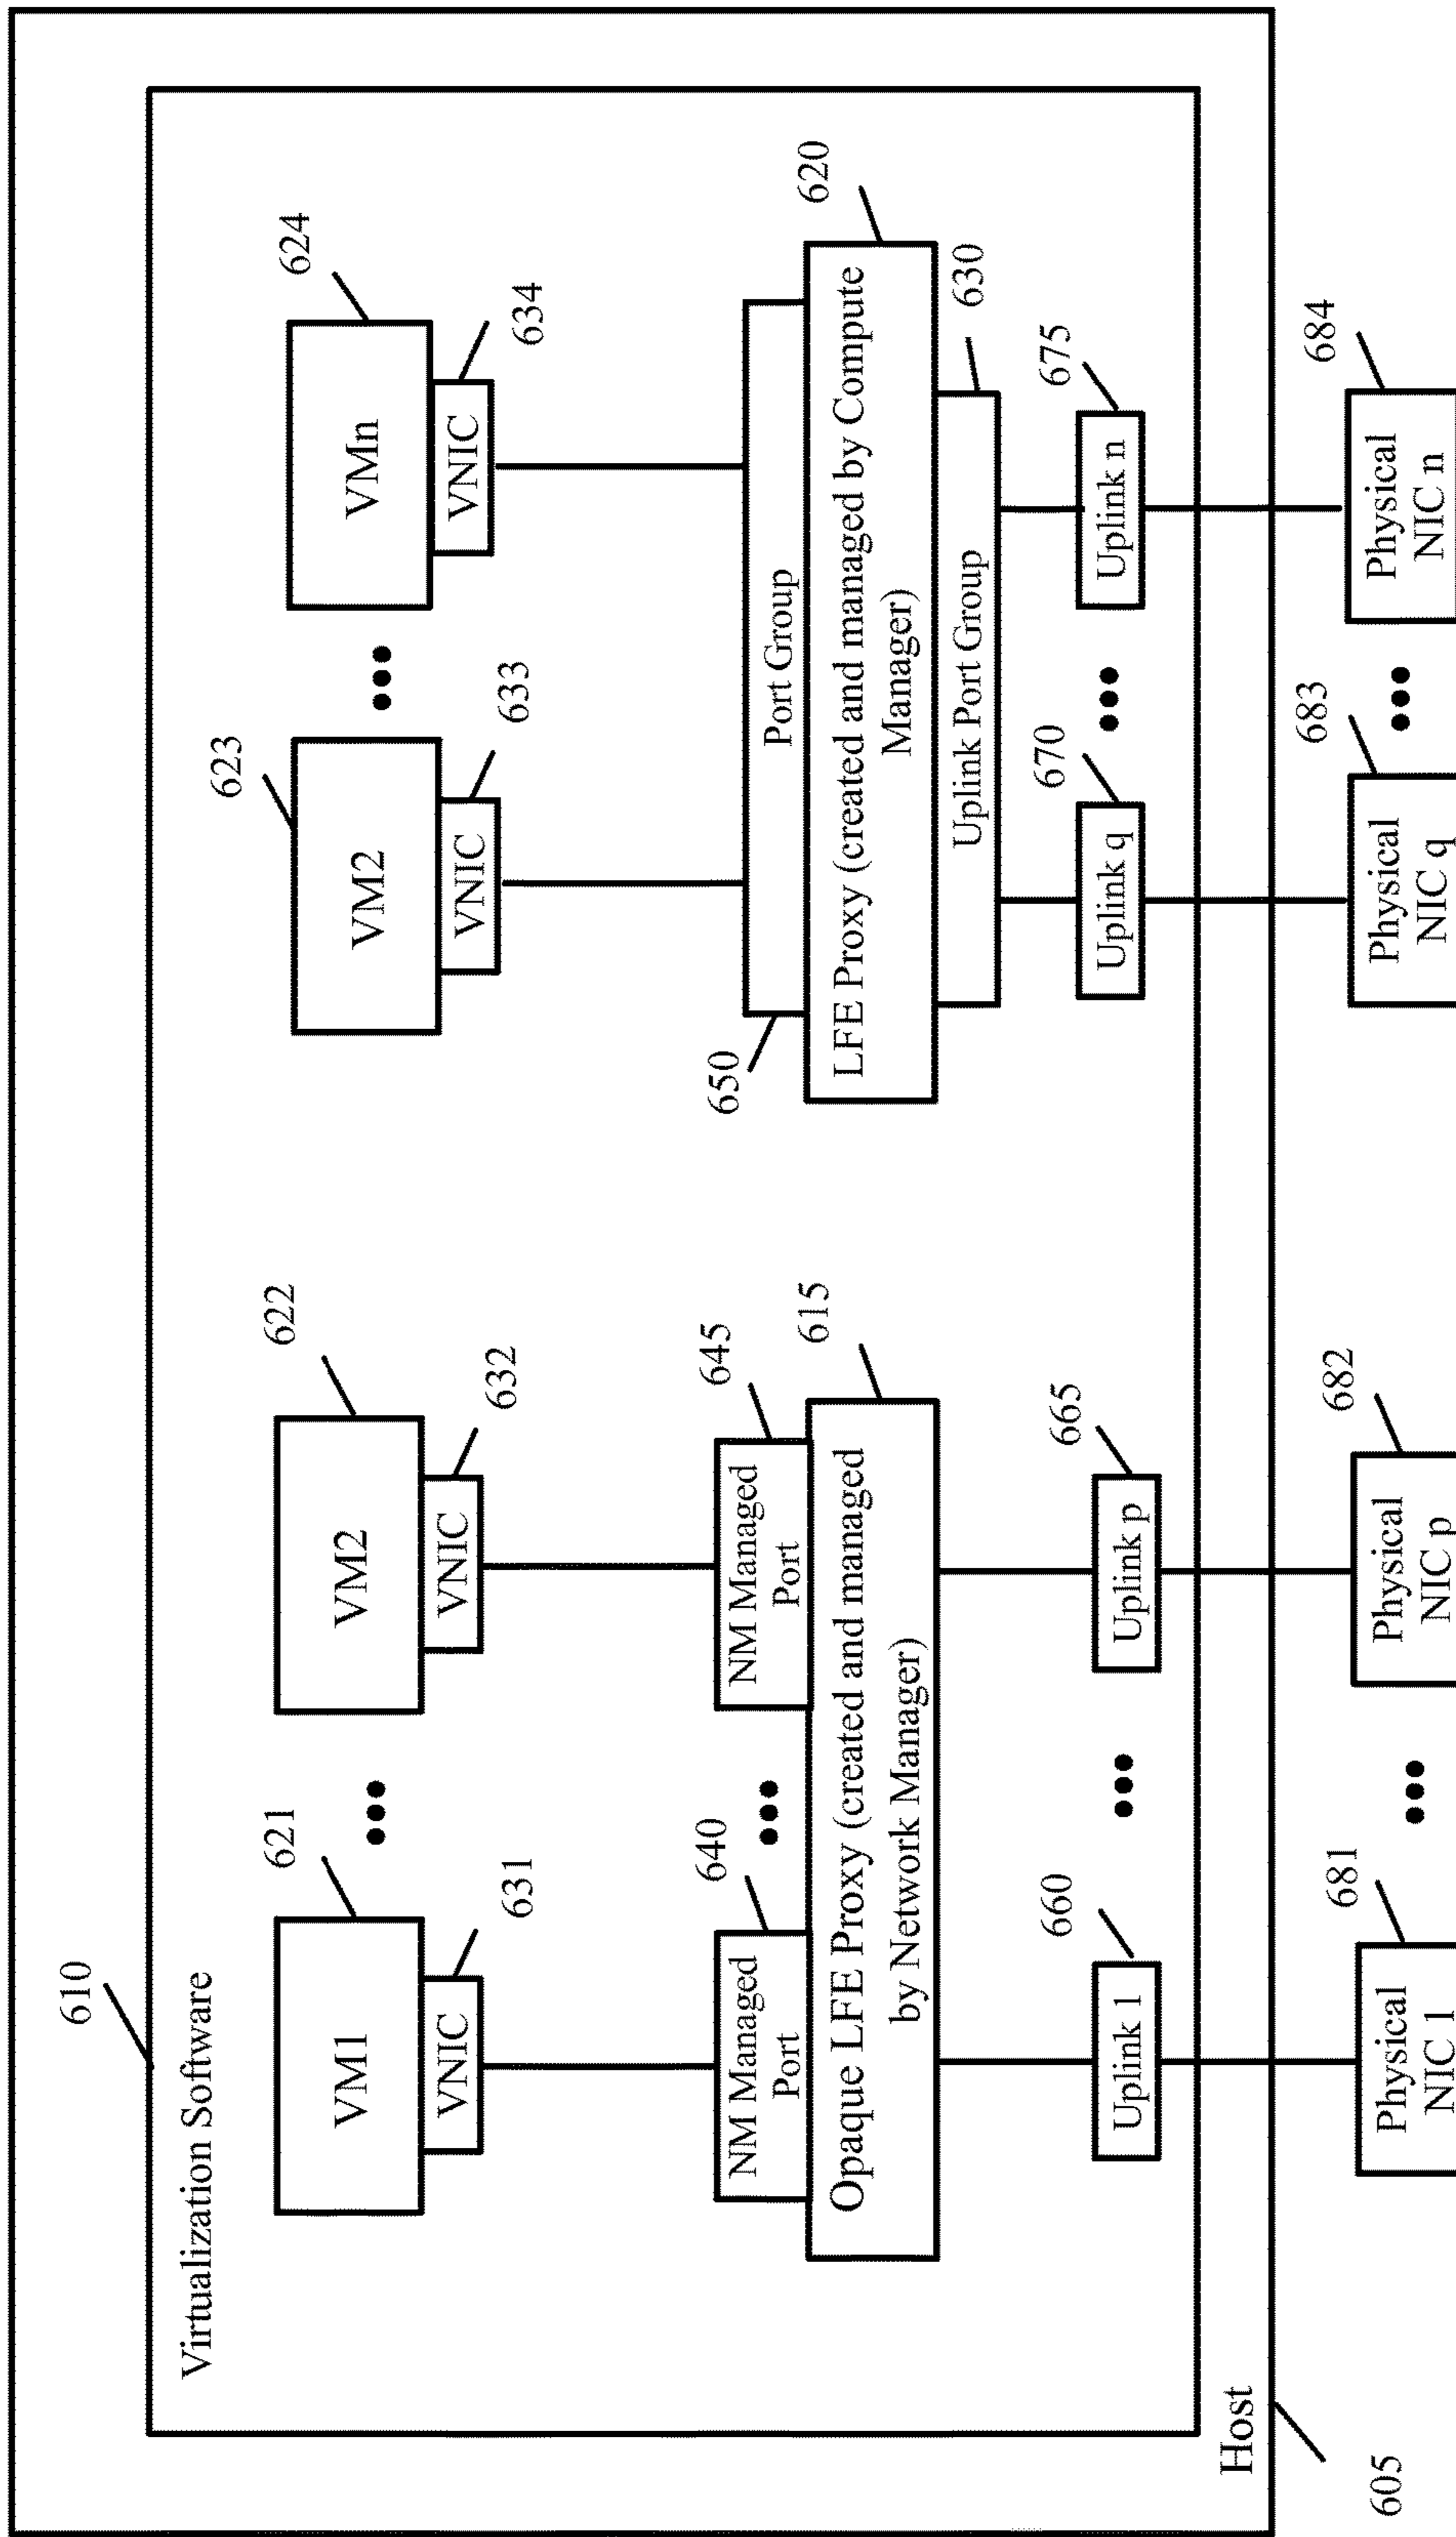 610
Virtualization Software
621
622
623
624
VM1
•••
VM2
VM2
•••
VMn
VNIC
631
VNIC
632
VNIC
633
VNIC
634
640
645
650
620
NM Managed
Port
•••
NM Managed
Port
615
Port Group
Opaque LFE Proxy (created and managed
by Network Manager)
LFE Proxy (created and managed by Compute
Manager)
630
Uplink Port Group
660
665
670
675
Uplink 1
•••
Uplink p
Uplink q
•••
Uplink n
Host
605
681
682
683
684
Physical
NIC 1
•••
Physical
NIC p
Physical
NIC q
•••
Physical
NIC n